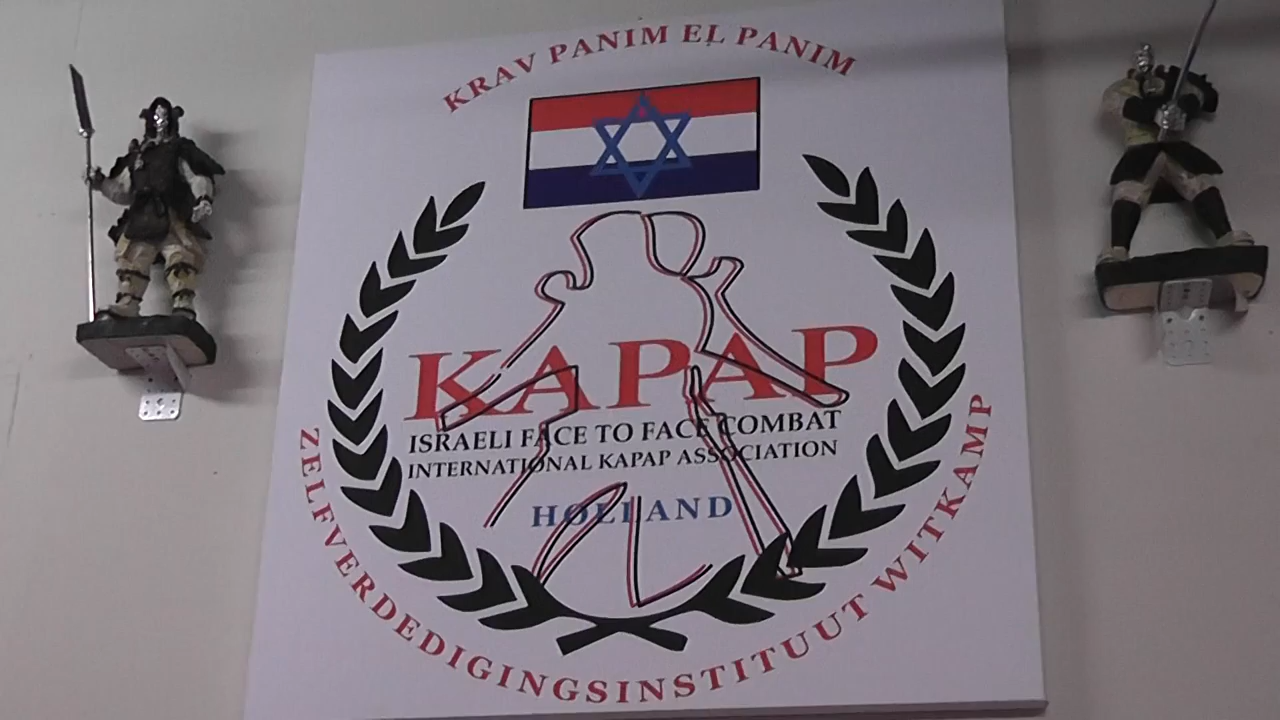 KRAV PANIM EL PANIM
KAPAP
ISRAELI FACE TO FACE COMBAT
INTERNATIONAL KAPAP ASSOCIATION
HOLLAND
ZELFVERDEDIGINGSINSTITUUT WITKAMP